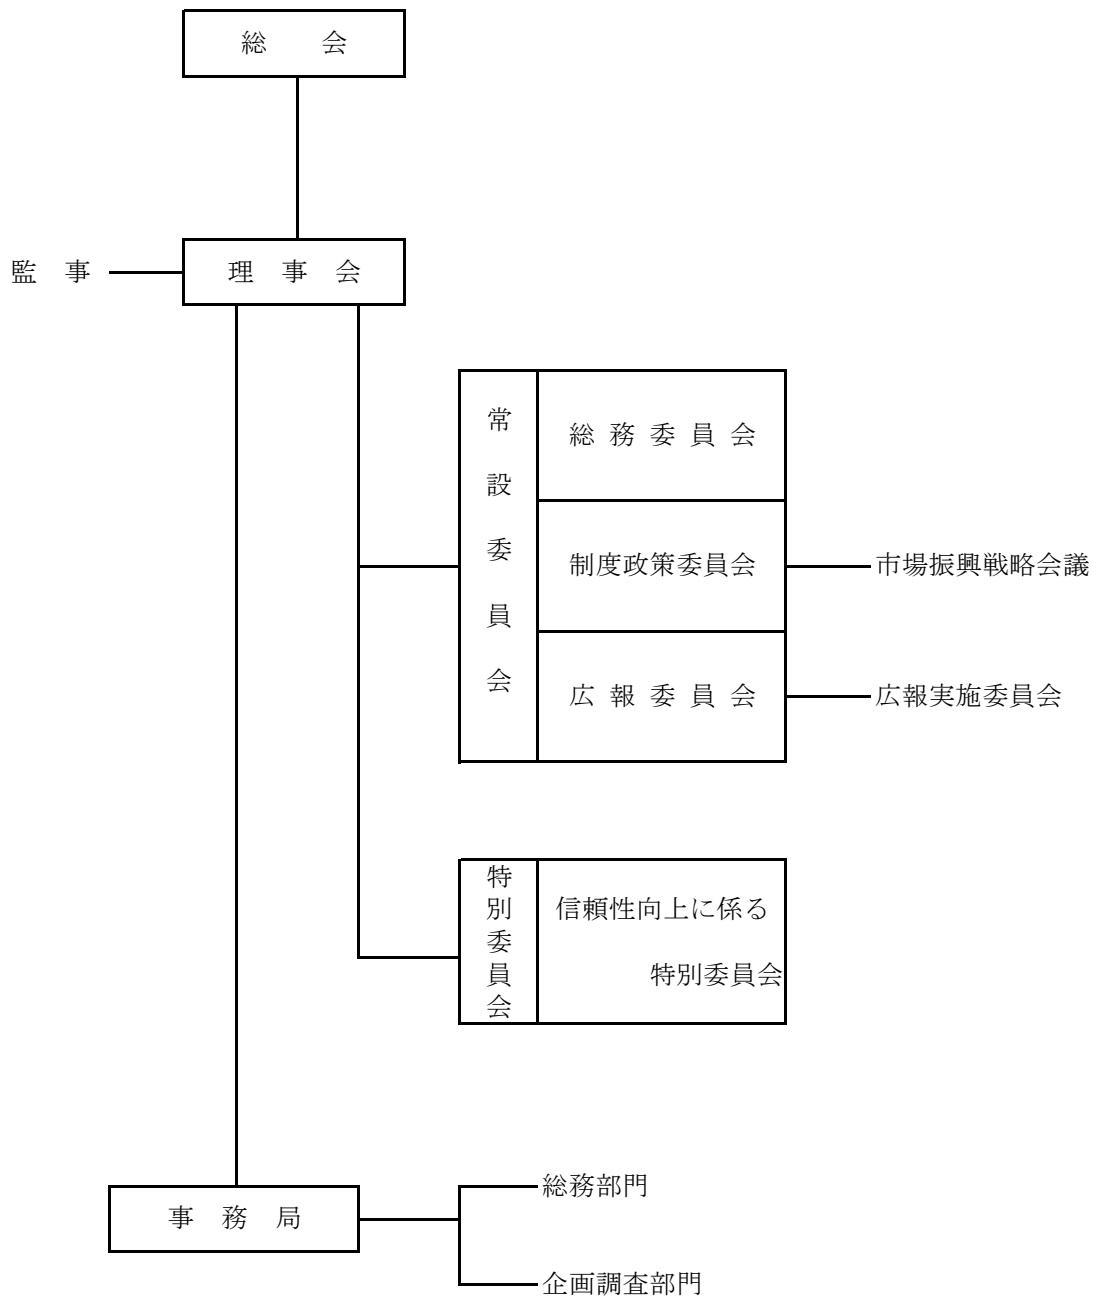 総　会
監　事
理　事　会
常設委員会
総務委員会
制度政策委員会
市場振興戦略会議
広報委員会
広報実施委員会
特別委員会
信頼性向上に係る
特別委員会
総務部門
事　務　局
企画調査部門